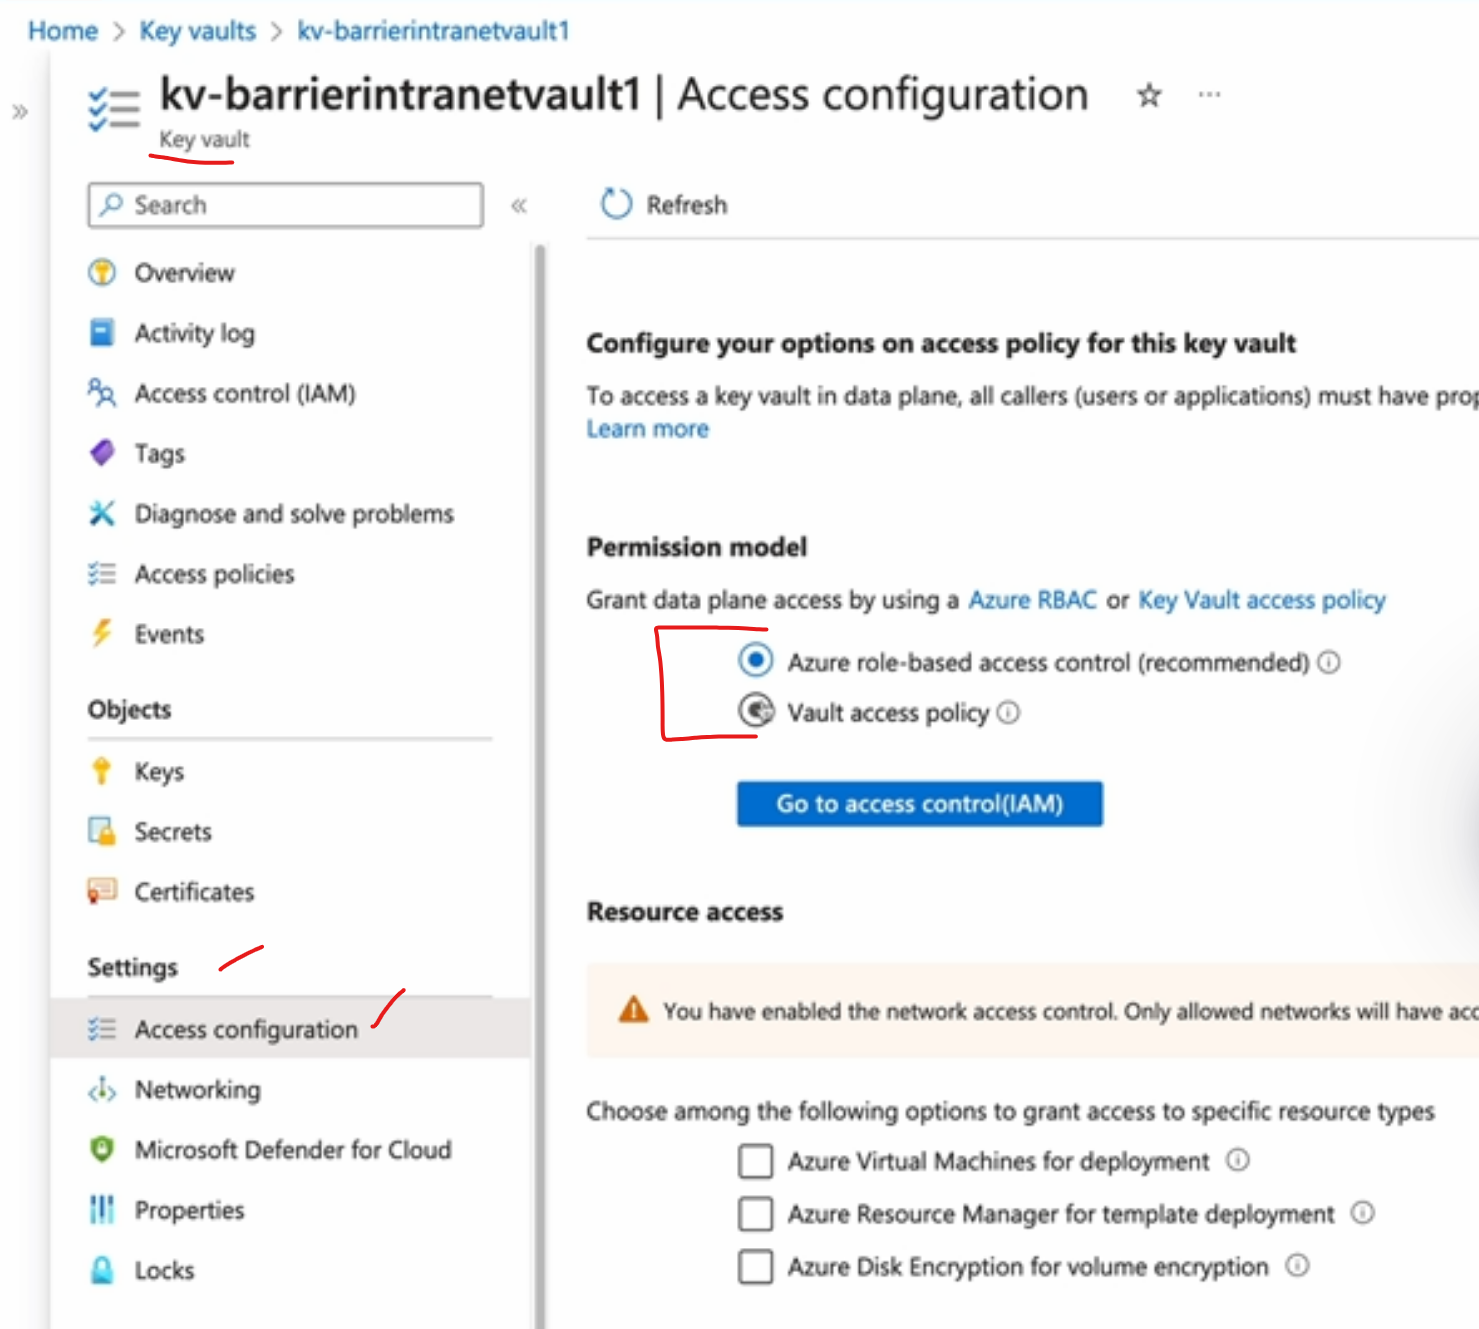 Home > Key vaults > kv-barrierintranetvault1
kv-barrierintranetvault1 | Access configuration
Key vault
Search
Refresh
Overview
Activity log
Access control (IAM)
Tags
Diagnose and solve problems
Access policies
Events
Objects
Keys
Secrets
Certificates
Settings
Access configuration
Networking
Microsoft Defender for Cloud
Properties
Locks
Configure your options on access policy for this key vault
To access a key vault in data plane, all callers (users or applications) must have
Learn more
Permission model
Grant data plane access by using a Azure RBAC or Key Vault access policy
Azure role-based access control (recommended)
Vault access policy
Go to access control(IAM)
Resource access
You have enabled the network access control. Only allowed networks will have
Choose among the following options to grant access to specific resource types
Azure Virtual Machines for deployment
Azure Resource Manager for template deployment
Azure Disk Encryption for volume encryption